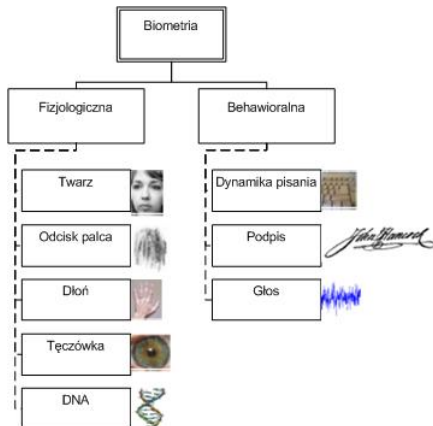 Biometria
Fizjologiczna
Behawioralna
Twarz
Odcisk palca
Dłoń
Tęczówka
DNA
Dynamika pisania
Podpis
Głos